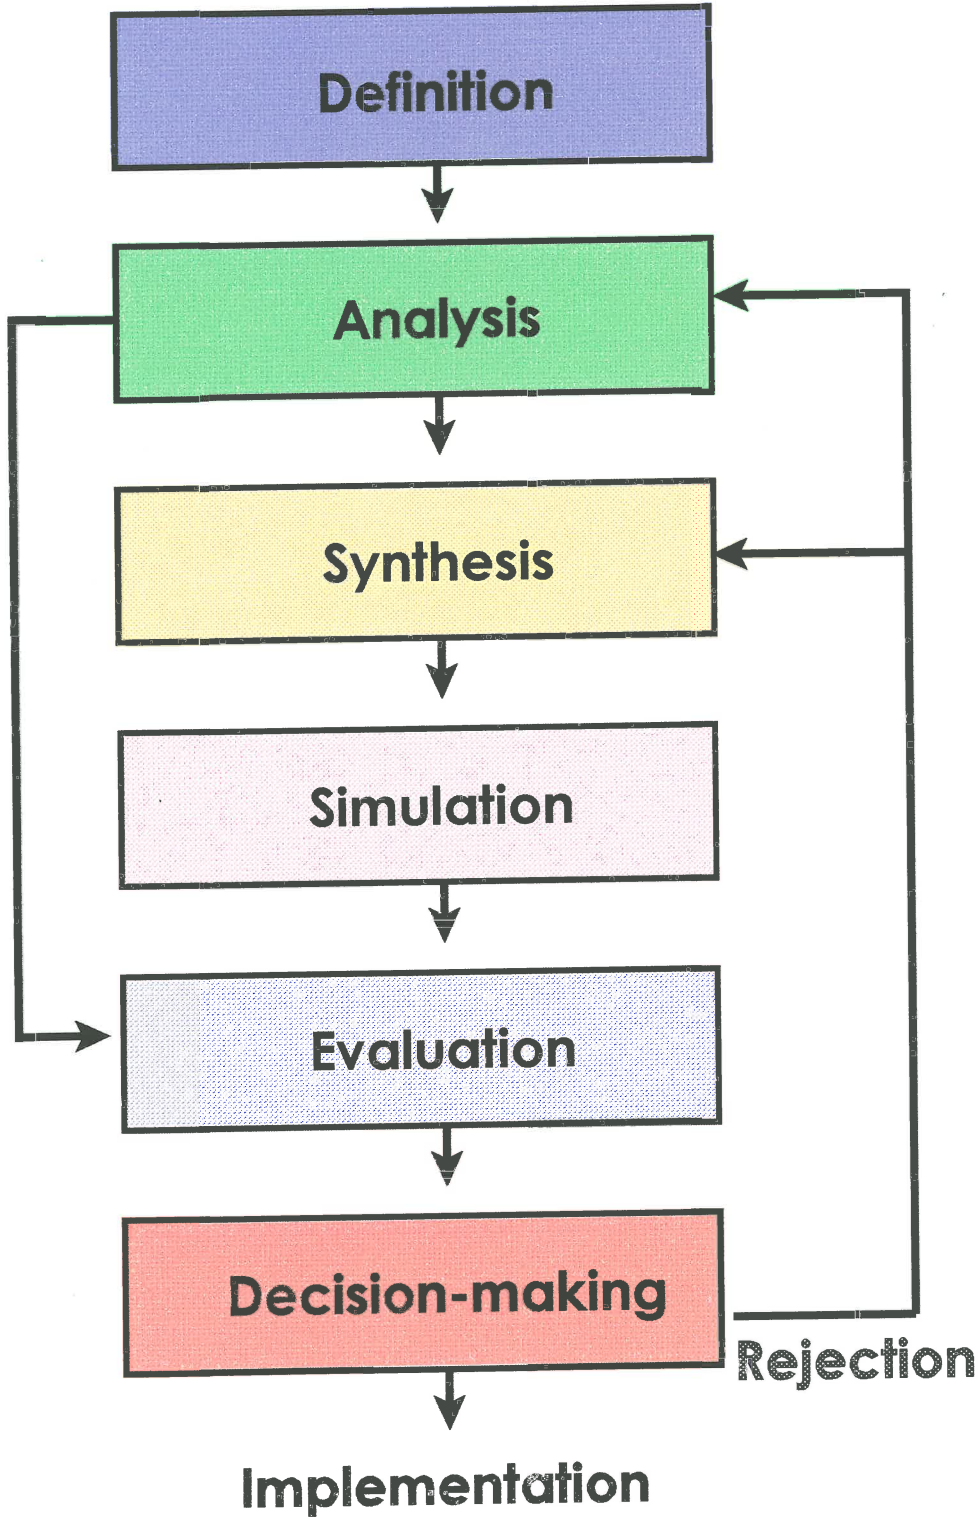 Definition
Analysis
Synthesis
Simulation
Evaluation
Decision-making
Rejection
Implementation